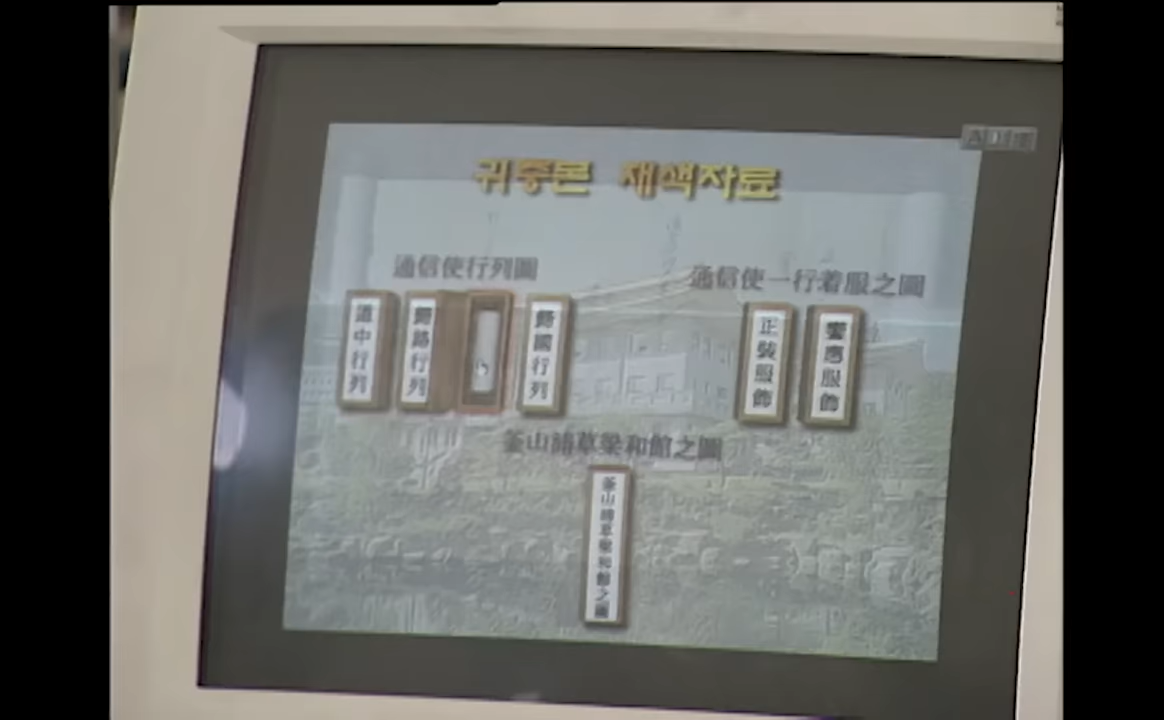 귀중본 채색자료
通信使行列圖
通信使一行着服之圖
道中行列
歸路行列
歸國行列
正裝服飾
饗應服飾
釜山浦草梁和館之圖
釜山浦草梁和館之圖